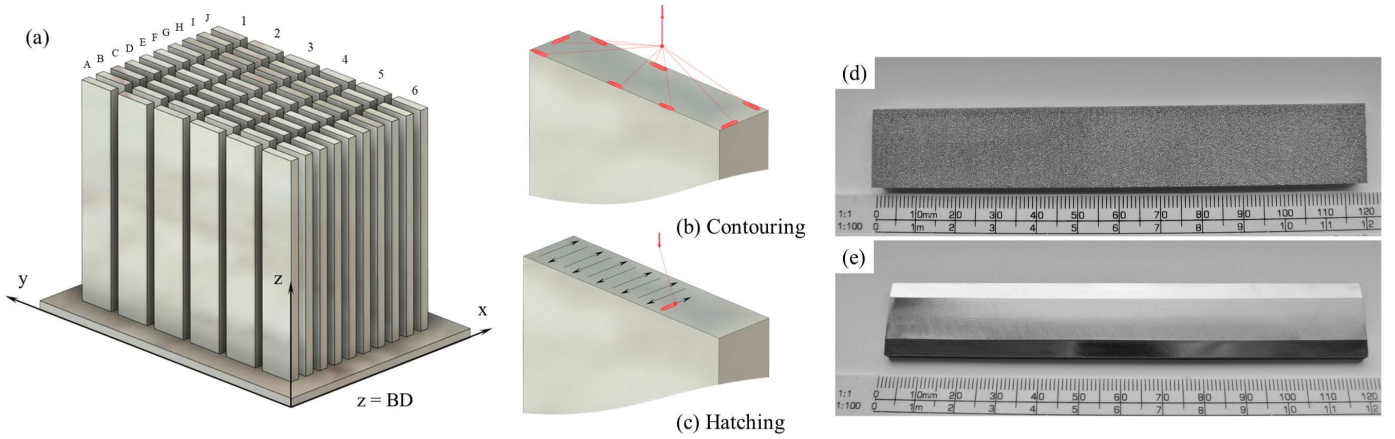 (a)
A B C D E F G H I J
1 2 3 4 5 6
y
z
x
z = BD
(b) Contouring
(c) Hatching
(d)
1:1 0 10mm 20 30 40 50 60 70 80 90 100 110 120
1:100 0 1m 2 3 4 5 6 7 8 9 10 11 12
(e)
1:1 0 10mm 20 30 40 50 60 70 80 90 100 110 120
1:100 0 1m 2 3 4 5 6 7 8 9 10 11 12